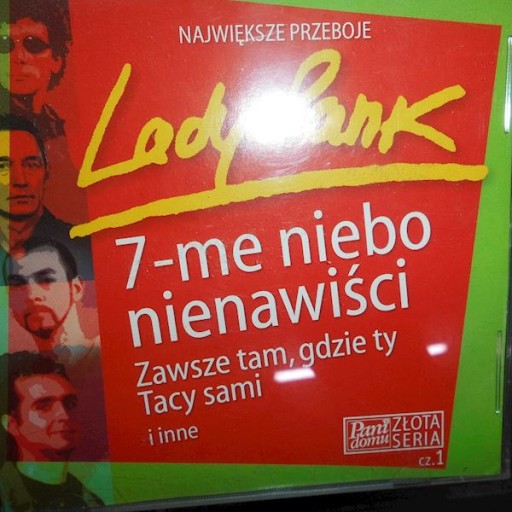 NAJWIĘKSZE PRZEBOJE
Lady Pank
7-me niebo
nienawiści
Zawsze tam, gdzie ty
Tacy sami
i inne
Pani domu ZŁOTA SERIA
cz.1